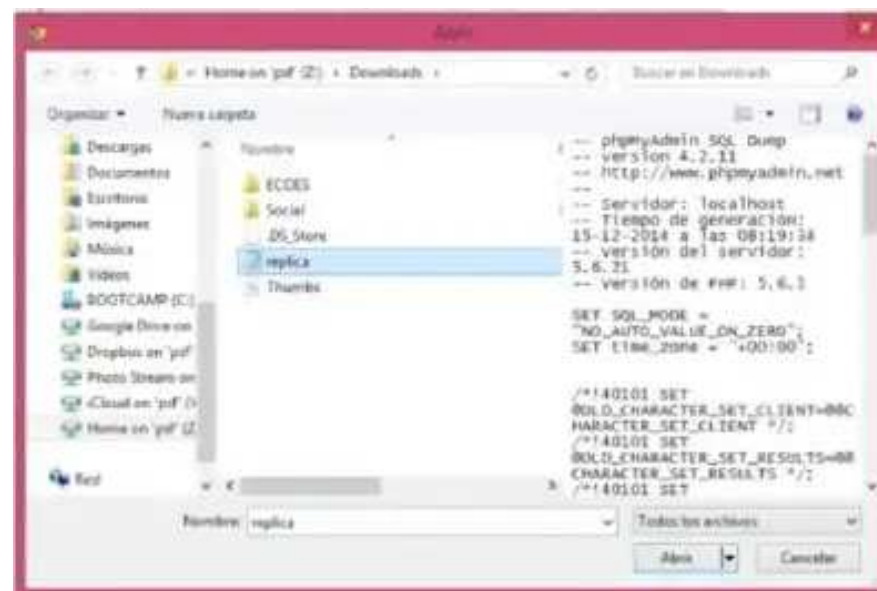 Abrir
Home on 'psf' (Z:) Downloads
Buscar en Downloads
Organizar
Nueva carpeta
Descargas
Documentos
Escritorio
Imágenes
Música
Videos
BOOTCAMP (C:)
Google Drive on
Dropbox on 'psf'
Photo Stream on
iCloud on 'psf' (
Home on 'psf' (Z
Red
Nombre
ECOES
Social
.DS_Store
replica
Thumbs
-- phpMyAdmin SQL Dump
-- version 4.2.11
-- http://www.phpmyadmin.net
--
-- Servidor: localhost
-- Tiempo de generación:
15-12-2014 a las 08:19:34
-- Versión del servidor:
5.6.21
-- Versión de PHP: 5.6.3
SET SQL_MODE =
"NO_AUTO_VALUE_ON_ZERO";
SET time_zone = "+00:00";
/*!40101 SET
@OLD_CHARACTER_SET_CLIENT=@@C
HARACTER_SET_CLIENT */;
/*!40101 SET
@OLD_CHARACTER_SET_RESULTS=@@
CHARACTER_SET_RESULTS */;
/*!40101 SET
Nombre: replica
Todos los archivos
Abrir
Cancelar